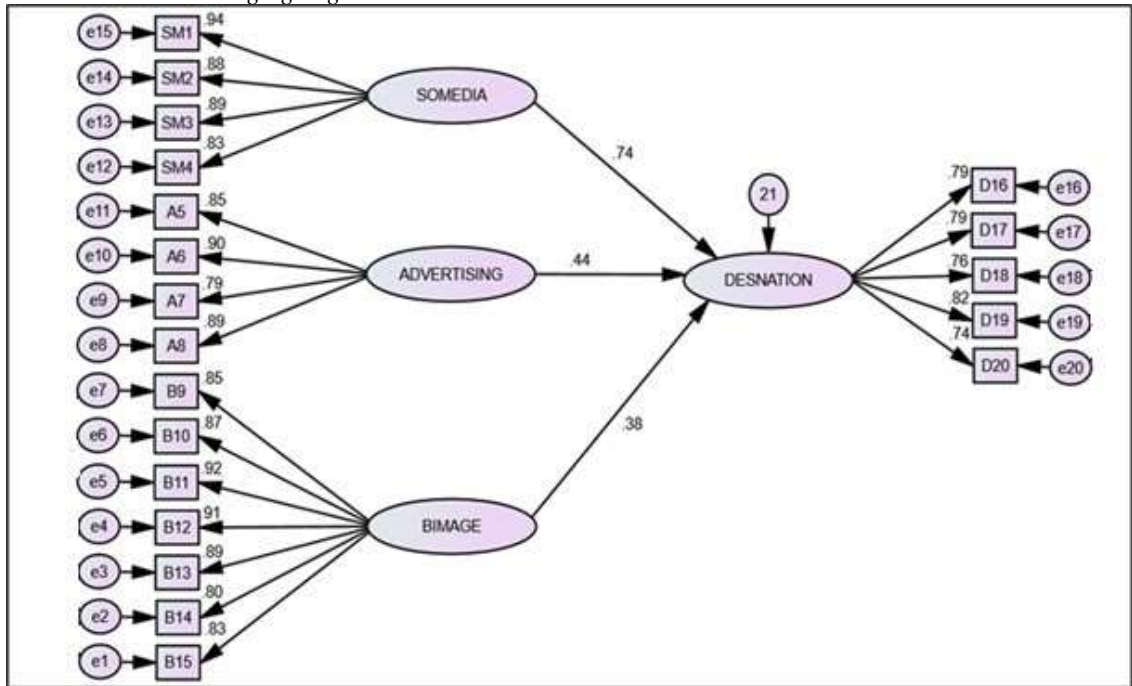 e15 SM1 .94
e14 SM2 .88
e13 SM3 .89
e12 SM4 .83
e11 A5 .85
e10 A6 .90
e9 A7 .79
e8 A8 .89
e7 B9 .85
e6 B10 .87
e5 B11 .92
e4 B12 .91
e3 B13 .89
e2 B14 .80
e1 B15 .83
SOMEDIA
ADVERTISING
BIMAGE
.74
.44
.38
21
DESNATION
.79 D16 e16
.79 D17 e17
.76 D18 e18
.82 D19 e19
.74 D20 e20